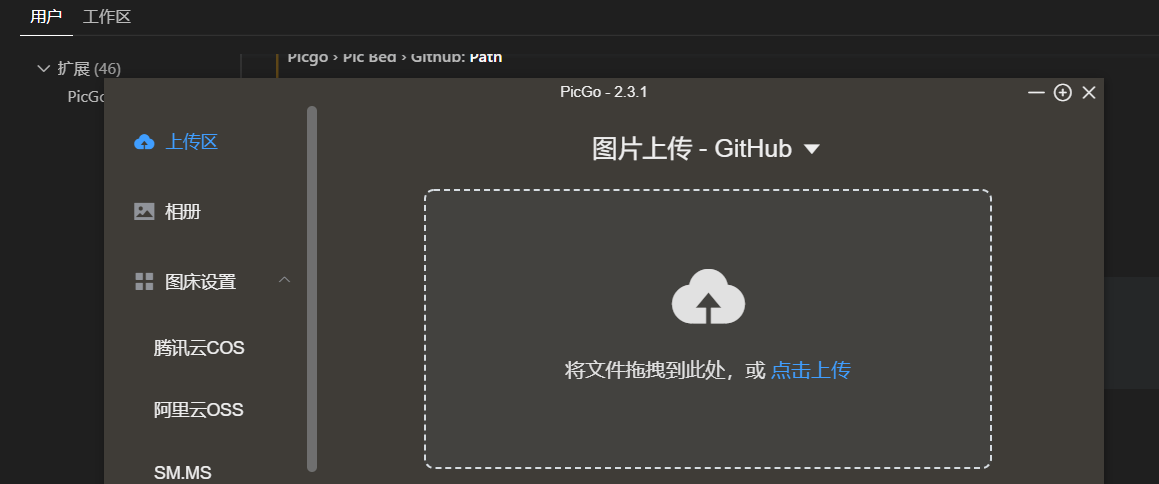 用户 工作区
扩展 (46)
Picgo › Pic Bed › Github: Path
PicGo
PicGo - 2.3.1
上传区
相册
图床设置
腾讯云COS
阿里云OSS
SM.MS
图片上传 - GitHub
将文件拖拽到此处，或 点击上传